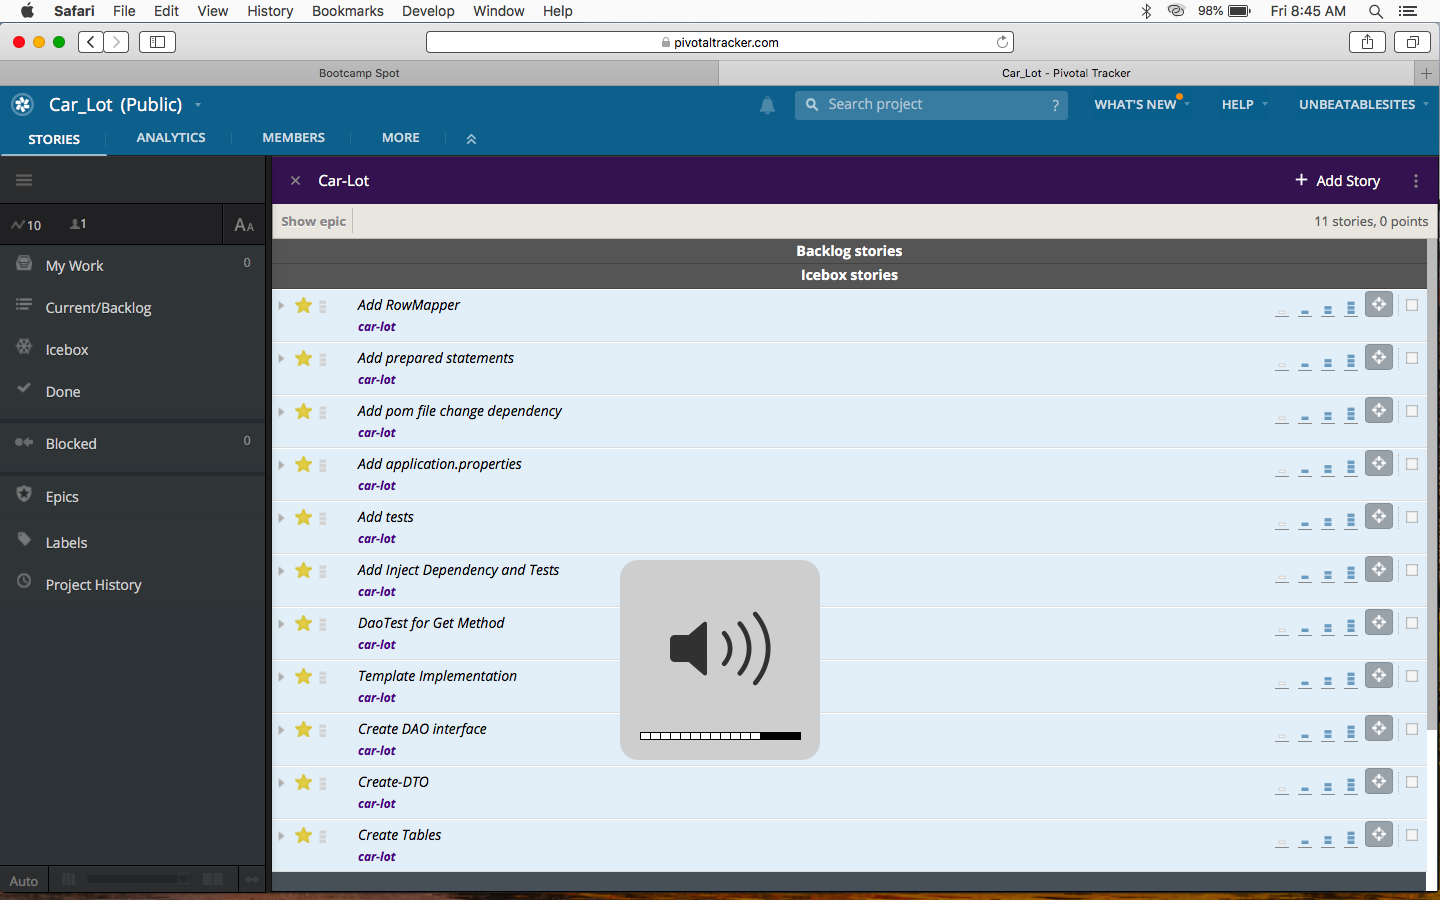 Safari File Edit View History Bookmarks Develop Window Help 98% Fri 8:45 AM
pivotaltracker.com
Bootcamp Spot Car_Lot - Pivotal Tracker
Car_Lot (Public) Search project ? WHAT'S NEW HELP UNBEATABLESITES
STORIES ANALYTICS MEMBERS MORE
Car-Lot + Add Story
10 1 AA
Show epic 11 stories, 0 points
My Work 0
Current/Backlog
Icebox
Done
Blocked 0
Epics
Labels
Project History
Auto
Backlog stories
Icebox stories
Add RowMapper
car-lot
Add prepared statements
car-lot
Add pom file change dependency
car-lot
Add application.properties
car-lot
Add tests
car-lot
Add Inject Dependency and Tests
car-lot
DaoTest for Get Method
car-lot
Template Implementation
car-lot
Create DAO interface
car-lot
Create-DTO
car-lot
Create Tables
car-lot